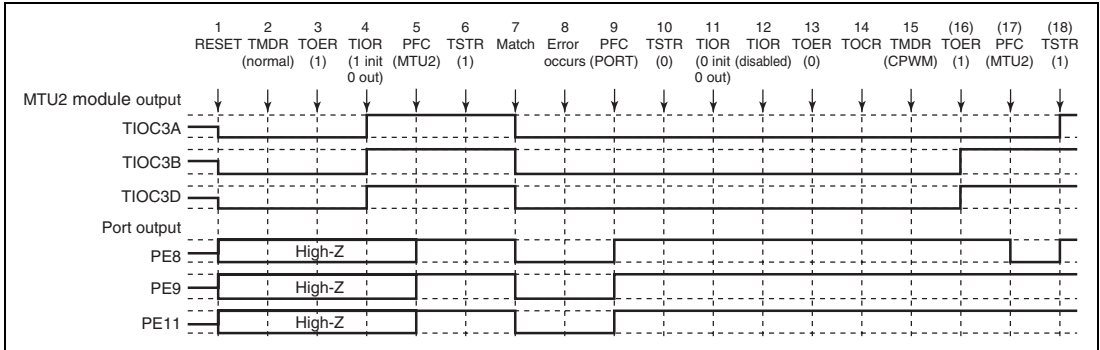 1 2 3 4 5 6 7 8 9 10 11 12 13 14 15 (16) (17) (18)
RESET TMDR TOER TIOR PFC TSTR Match Error PFC TSTR TIOR TIOR TOER TOCR TMDR TOER PFC TSTR
(normal) (1) (1 init (MTU2) (1) occurs (PORT) (0) (0 init (disabled) (0) (CPWM) (1) (MTU2) (1)
0 out) 0 out)
MTU2 module output
TIOC3A
TIOC3B
TIOC3D
Port output
PE8 High-Z
PE9 High-Z
PE11 High-Z